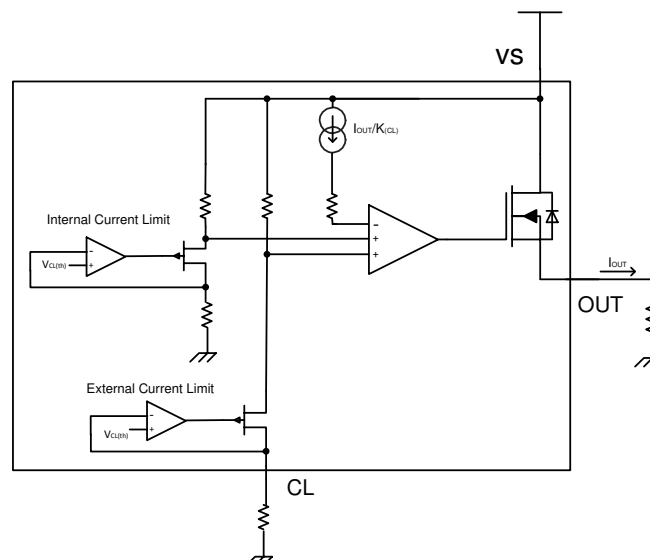 VS
IOUT/K(CL)
Internal Current Limit
−
VCL(th)
+
−
+
+
IOUT
OUT
External Current Limit
−
VCL(th)
+
CL